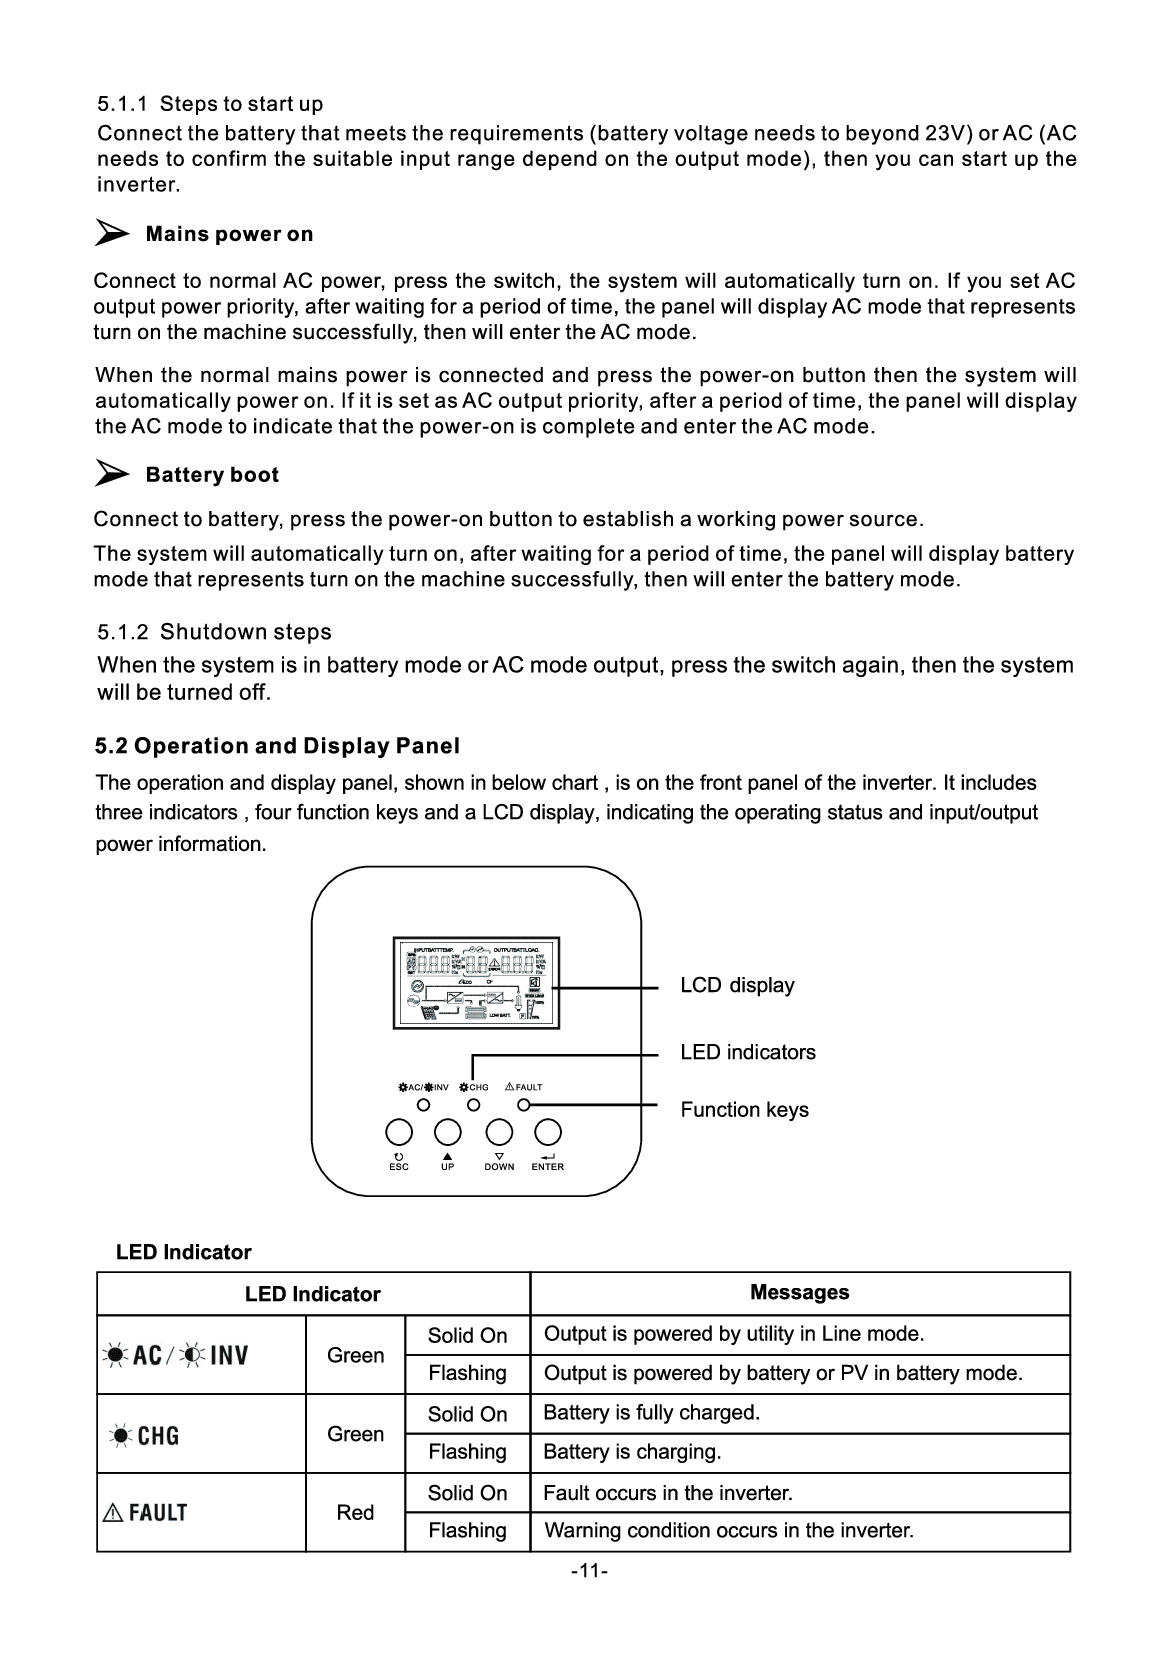 5.1.1 Steps to start up
Connect the battery that meets the requirements (battery voltage needs to beyond 23V) or AC (AC
needs to confirm the suitable input range depend on the output mode), then you can start up the
inverter.
Mains power on
Connect to normal AC power, press the switch, the system will automatically turn on. If you set AC
output power priority, after waiting for a period of time, the panel will display AC mode that represents
turn on the machine successfully, then will enter the AC mode.
When the normal mains power is connected and press the power-on button then the system will
automatically power on. If it is set as AC output priority, after a period of time, the panel will display
the AC mode to indicate that the power-on is complete and enter the AC mode.
Battery boot
Connect to battery, press the power-on button to establish a working power source.
The system will automatically turn on, after waiting for a period of time, the panel will display battery
mode that represents turn on the machine successfully, then will enter the battery mode.
5.1.2 Shutdown steps
When the system is in battery mode or AC mode output, press the switch again, then the system
will be turned off.
5.2 Operation and Display Panel
The operation and display panel, shown in below chart , is on the front panel of the inverter. It includes
three indicators , four function keys and a LCD display, indicating the operating status and input/output
power information.
INPUTBATTTEMP. OUTPUTBATTLOAD.
LOW BATT.
LCD display
LED indicators
AC/ INV CHG FAULT
Function keys
ESC UP DOWN ENTER
LED Indicator
LED Indicator Messages
AC/ INV Green Solid On Output is powered by utility in Line mode.
Flashing Output is powered by battery or PV in battery mode.
CHG Green Solid On Battery is fully charged.
Flashing Battery is charging.
FAULT Red Solid On Fault occurs in the inverter.
Flashing Warning condition occurs in the inverter.
-11-